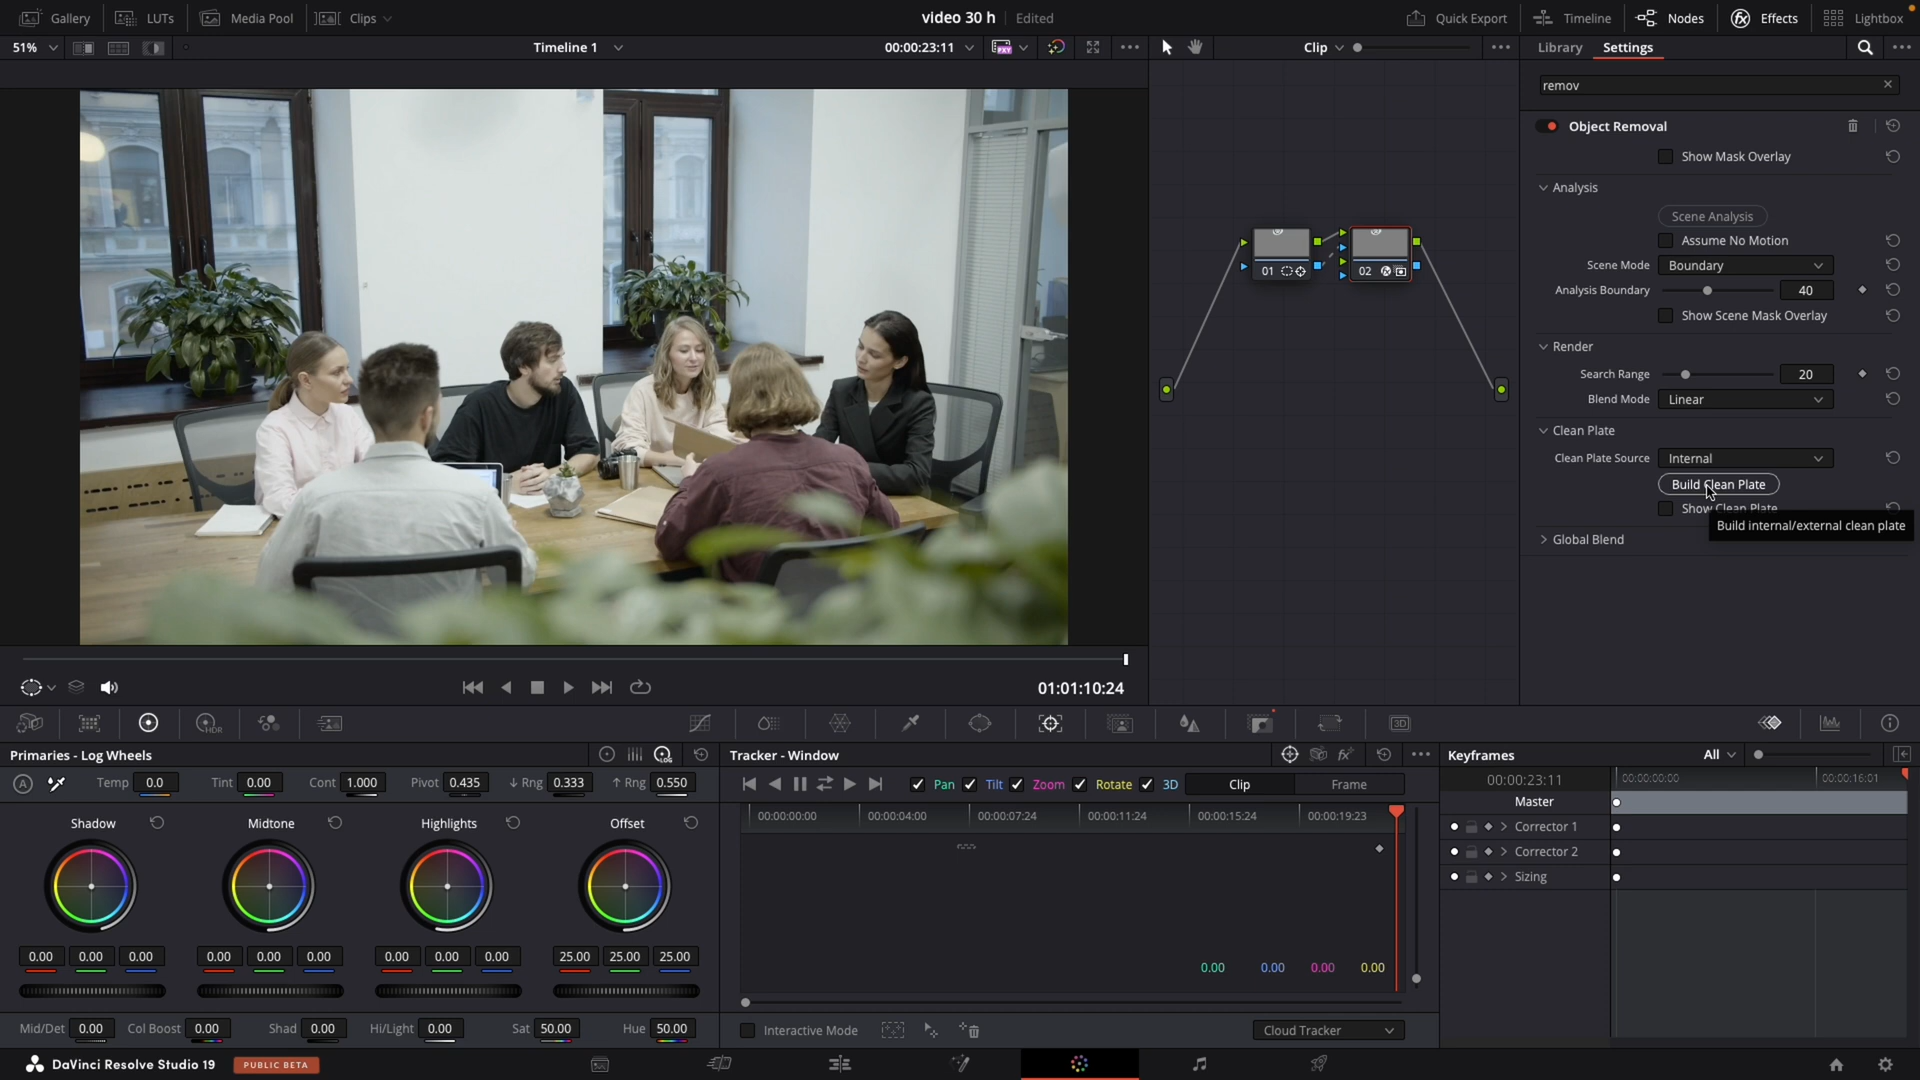 Gallery LUTs Media Pool Clips video 30 h Edited Quick Export Timeline Nodes Effects Lightbox
51% Timeline 1 00:00:23:11 PXY Clip Library Settings
remov
Object Removal
Show Mask Overlay
Analysis
Scene Analysis
Assume No Motion
Scene Mode Boundary
Analysis Boundary 40
Show Scene Mask Overlay
01 02
Render
Search Range 20
Blend Mode Linear
Clean Plate
Clean Plate Source Internal
Build Clean Plate
Show Clean Plate
Build internal/external clean plate
Global Blend
01:01:10:24
HDR 3D
Primaries - Log Wheels LOG Tracker - Window Keyframes All
A Temp 0.0 Tint 0.00 Cont 1.000 Pivot 0.435 ↓ Rng 0.333 ↑ Rng 0.550 Pan Tilt Zoom Rotate 3D Clip Frame 00:00:23:11 00:00:00:00 00:00:16:01
Master
Shadow Midtone Highlights Offset 00:00:00:00 00:00:04:00 00:00:07:24 00:00:11:24 00:00:15:24 00:00:19:23
Corrector 1
Corrector 2
Sizing
0.00 0.00 0.00 0.00 0.00 0.00 0.00 0.00 0.00 25.00 25.00 25.00
0.00 0.00 0.00 0.00
Mid/Det 0.00 Col Boost 0.00 Shad 0.00 Hi/Light 0.00 Sat 50.00 Hue 50.00 Interactive Mode Cloud Tracker
DaVinci Resolve Studio 19 PUBLIC BETA